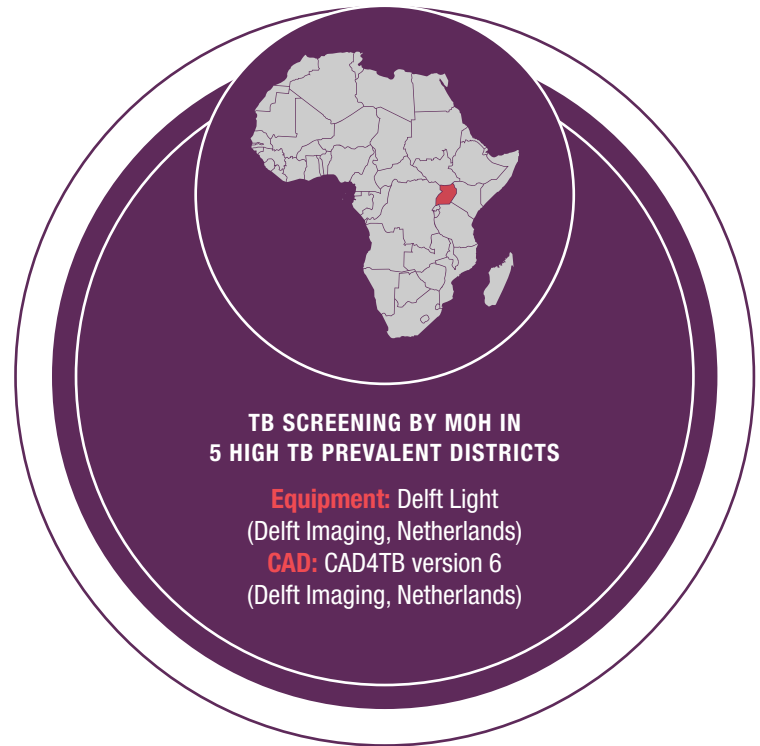 TB SCREENING BY MOH IN
5 HIGH TB PREVALENT DISTRICTS
Equipment: Delft Light
(Delft Imaging, Netherlands)
CAD: CAD4TB version 6
(Delft Imaging, Netherlands)